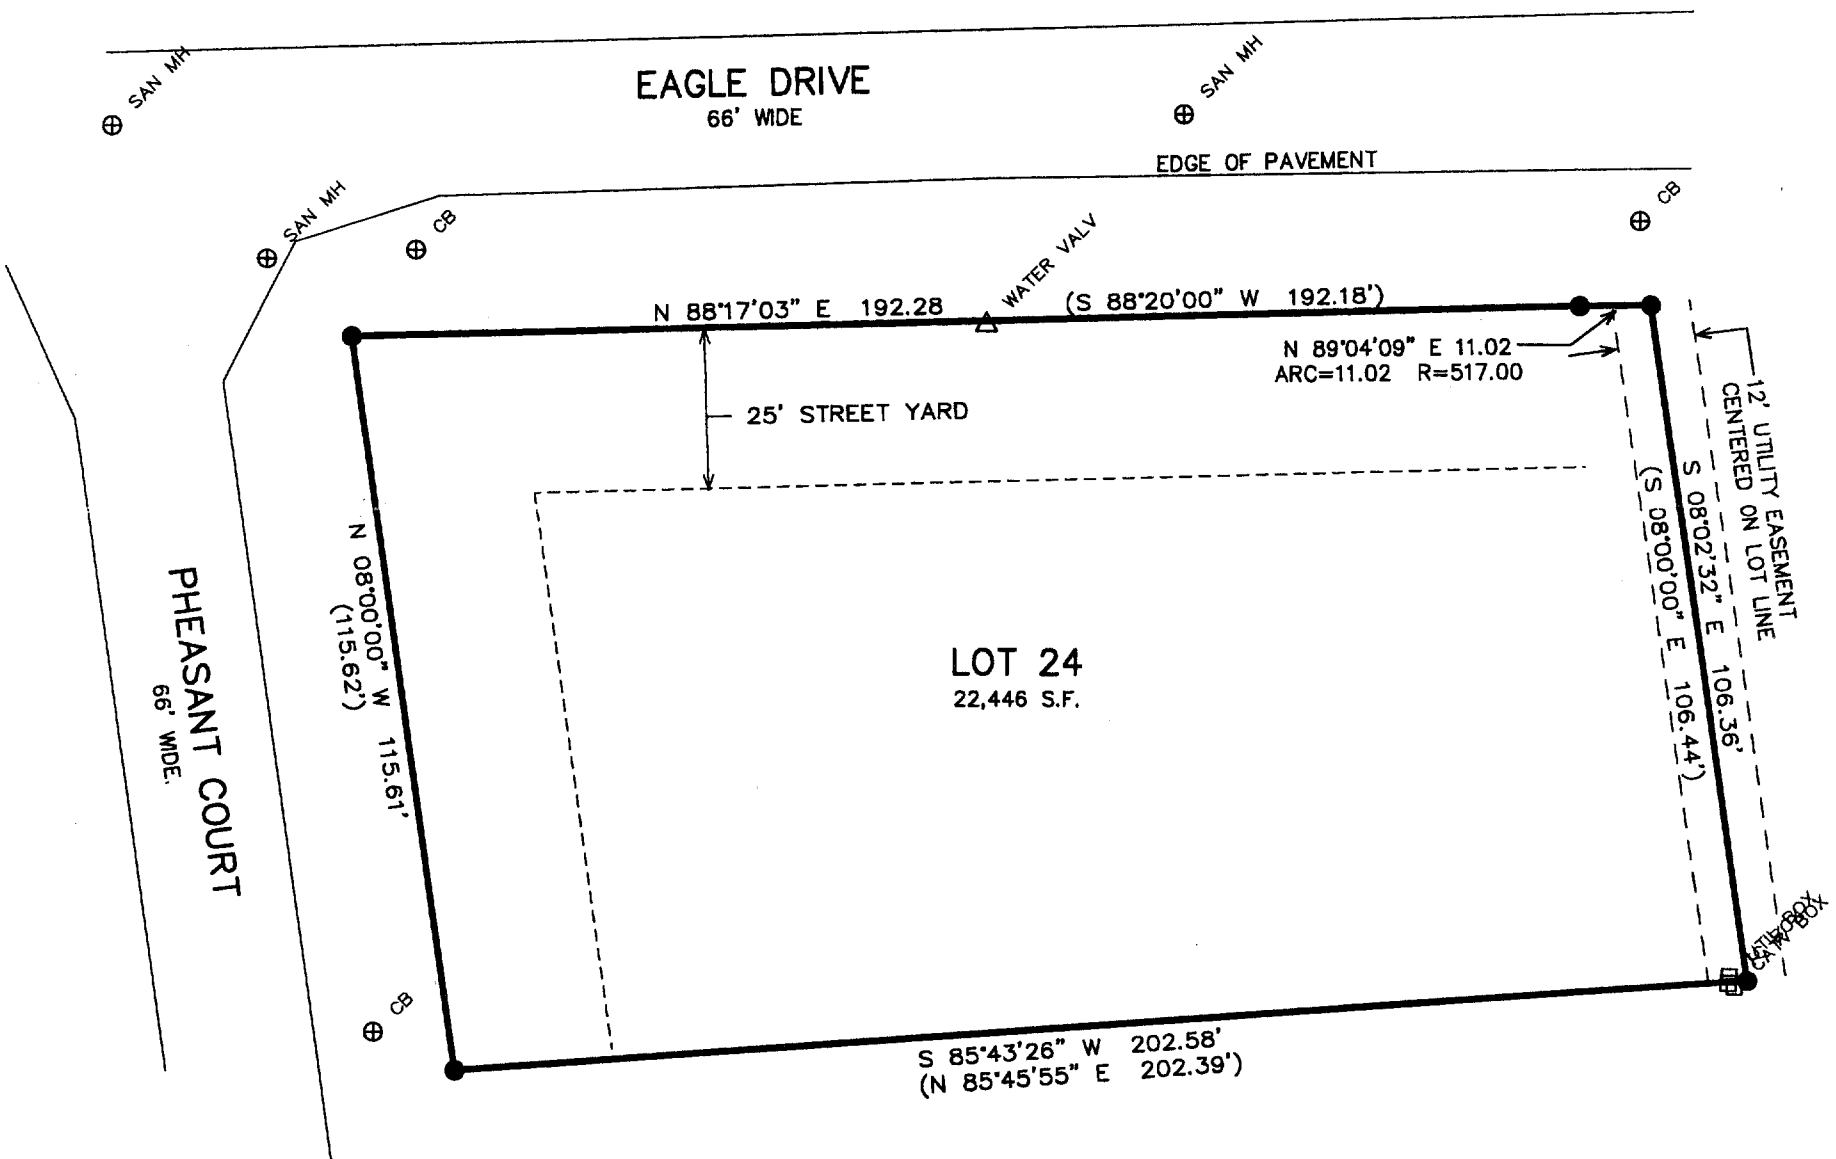 SAN MH
EAGLE DRIVE
66' WIDE
SAN MH
EDGE OF PAVEMENT
SAN MH
CB
CB
WATER VALV
N 88°17'03" E 192.28
(S 88°20'00" W 192.18')
N 89°04'09" E 11.02
ARC=11.02 R=517.00
12' UTILITY EASEMENT
CENTERED ON LOT LINE
25' STREET YARD
S 08°02'32" E 106.36'
(S 08°00'00" E 106.44')
N 08°00'00" W 115.61'
(115.62')
PHEASANT COURT
66' WIDE.
LOT 24
22,446 S.F.
CATV BOX
CB
S 85°43'26" W 202.58'
(N 85°45'55" E 202.39')